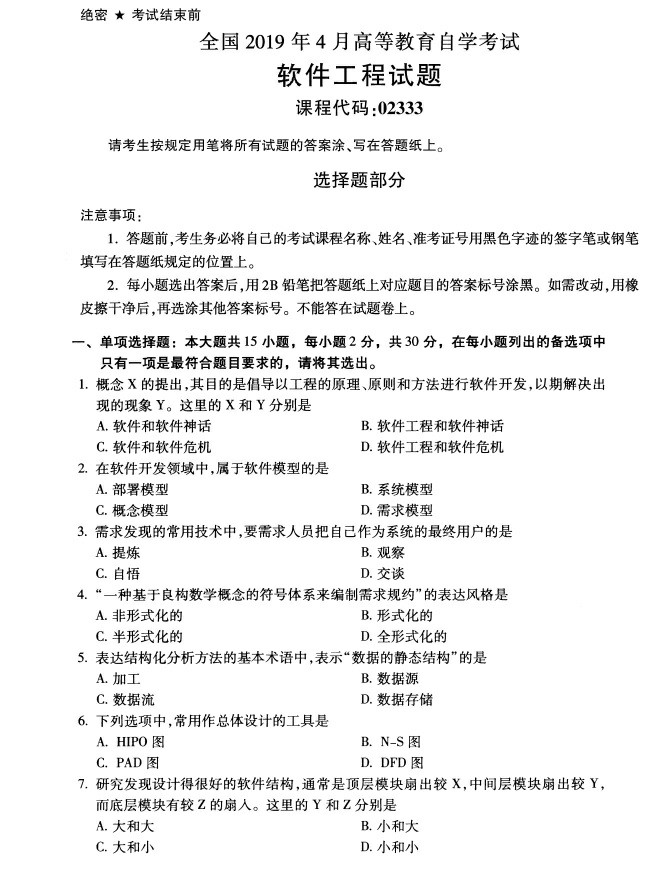 绝密 ★ 考试结束前
全国 2019 年 4 月高等教育自学考试
软件工程试题
课程代码:02333
请考生按规定用笔将所有试题的答案涂、写在答题纸上。
选择题部分
注意事项:
1. 答题前,考生务必将自己的考试课程名称、姓名、准考证号用黑色字迹的签字笔或钢笔
填写在答题纸规定的位置上。
2. 每小题选出答案后,用 2B 铅笔把答题纸上对应题目的答案标号涂黑。如需改动,用橡
皮擦干净后,再选涂其他答案标号。不能答在试题卷上。
一、单项选择题：本大题共 15 小题，每小题 2 分，共 30 分，在每小题列出的备选项中
只有一项是最符合题目要求的，请将其选出。
1. 概念 X 的提出,其目的是倡导以工程的原理、原则和方法进行软件开发,以期解决出
现的现象 Y。这里的 X 和 Y 分别是
A. 软件和软件神话 B. 软件工程和软件神话
C. 软件和软件危机 D. 软件工程和软件危机
2. 在软件开发领域中,属于软件模型的是
A. 部署模型 B. 系统模型
C. 概念模型 D. 需求模型
3. 需求发现的常用技术中,要需求人员把自己作为系统的最终用户的是
A. 提炼 B. 观察
C. 自悟 D. 交谈
4. “一种基于良构数学概念的符号体系来编制需求规约”的表达风格是
A. 非形式化的 B. 形式化的
C. 半形式化的 D. 全形式化的
5. 表达结构化分析方法的基本术语中,表示“数据的静态结构”的是
A. 加工 B. 数据源
C. 数据流 D. 数据存储
6. 下列选项中,常用作总体设计的工具是
A. HIPO 图 B. N-S 图
C. PAD 图 D. DFD 图
7. 研究发现设计得很好的软件结构,通常是顶层模块扇出较 X,中间层模块扇出较 Y,
而底层模块有较 Z 的扇入。这里的 Y 和 Z 分别是
A. 大和大 B. 小和大
C. 大和小 D. 小和小